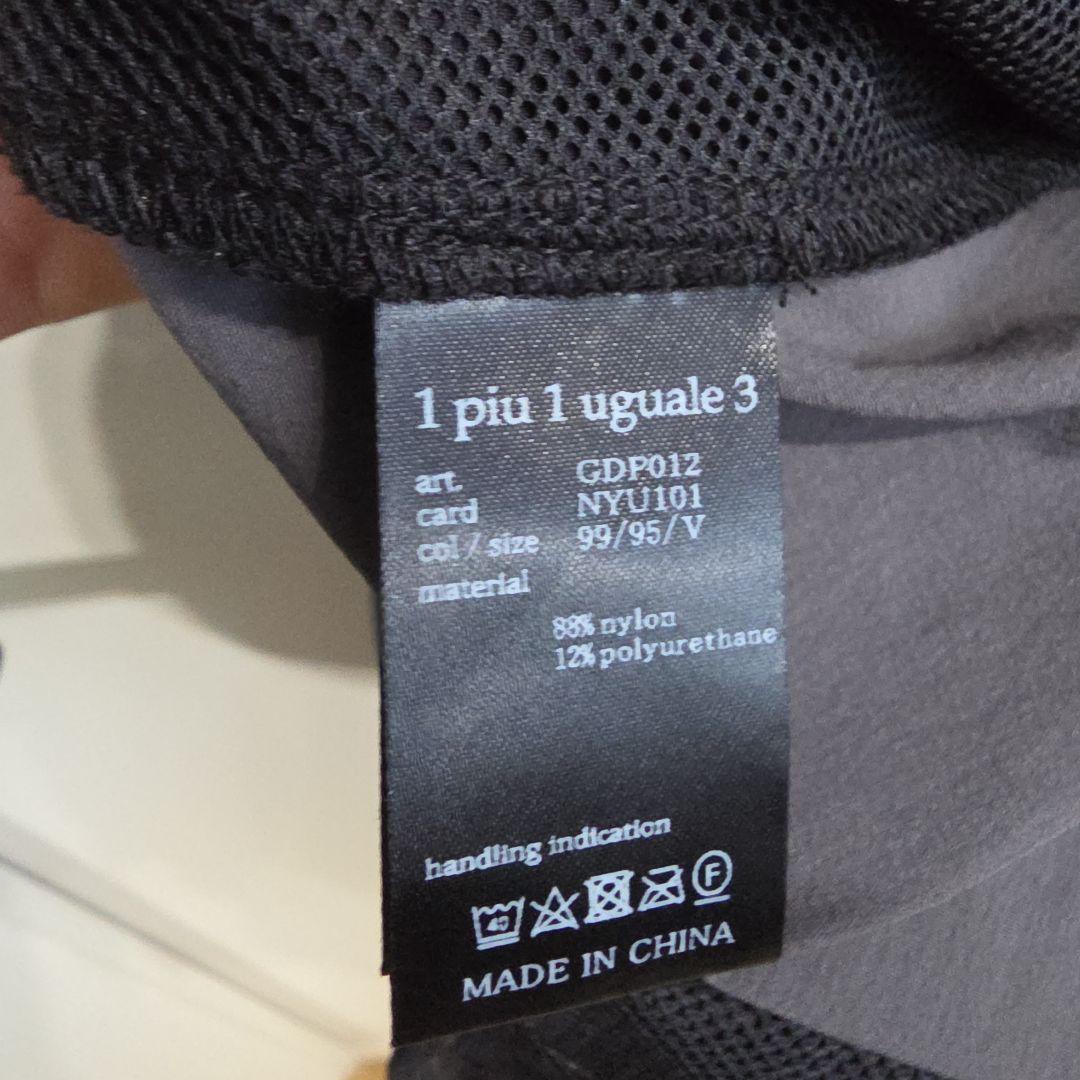 1 piu 1 uguale 3
art. GDP012
card NYU101
col / size 99/95/V
material
88% nylon
12% polyurethane
handling indication
40 F
MADE IN CHINA